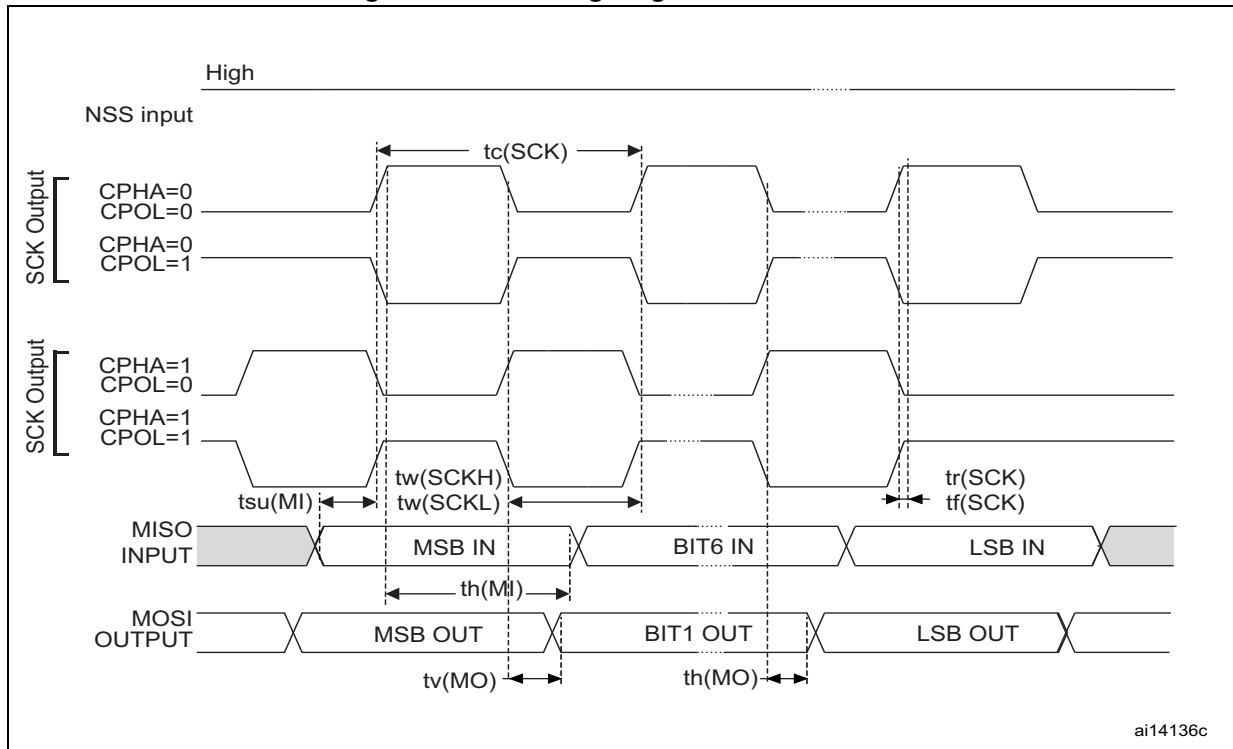 High
NSS input
tc(SCK)
SCK Output
CPHA=0
CPOL=0
CPHA=0
CPOL=1
SCK Output
CPHA=1
CPOL=0
CPHA=1
CPOL=1
tw(SCKH)
tw(SCKL)
tr(SCK)
tf(SCK)
tsu(MI)
MISO
INPUT
MSB IN
BIT6 IN
LSB IN
th(MI)
MOSI
OUTPUT
MSB OUT
BIT1 OUT
LSB OUT
tv(MO)
th(MO)
ai14136c